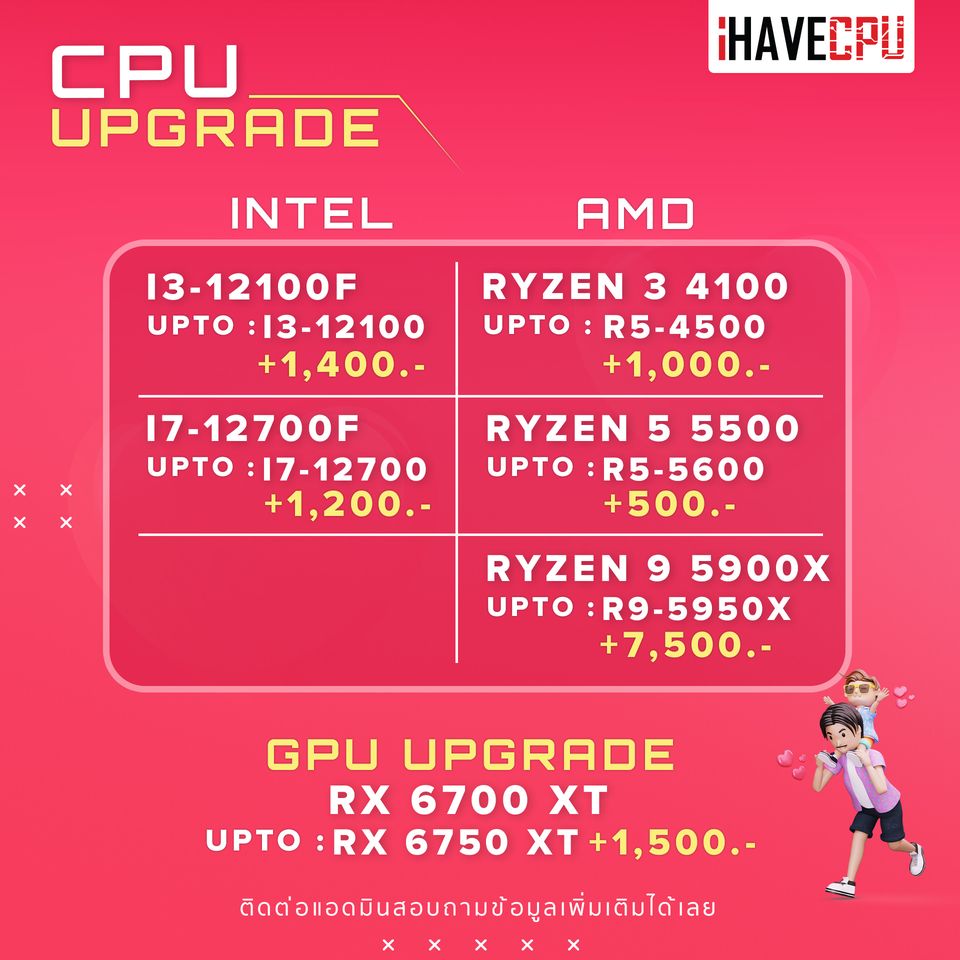 iHAVECPU
CPU
UPGRADE
INTEL
I3-12100F
UPTO : I3-12100
+1,400.-
I7-12700F
UPTO : I7-12700
+1,200.-
AMD
RYZEN 3 4100
UPTO : R5-4500
+1,000.-
RYZEN 5 5500
UPTO : R5-5600
+500.-
RYZEN 9 5900X
UPTO : R9-5950X
+7,500.-
GPU UPGRADE
RX 6700 XT
UPTO : RX 6750 XT +1,500.-
ติดต่อแอดมินสอบถามข้อมูลเพิ่มเติมได้เลย